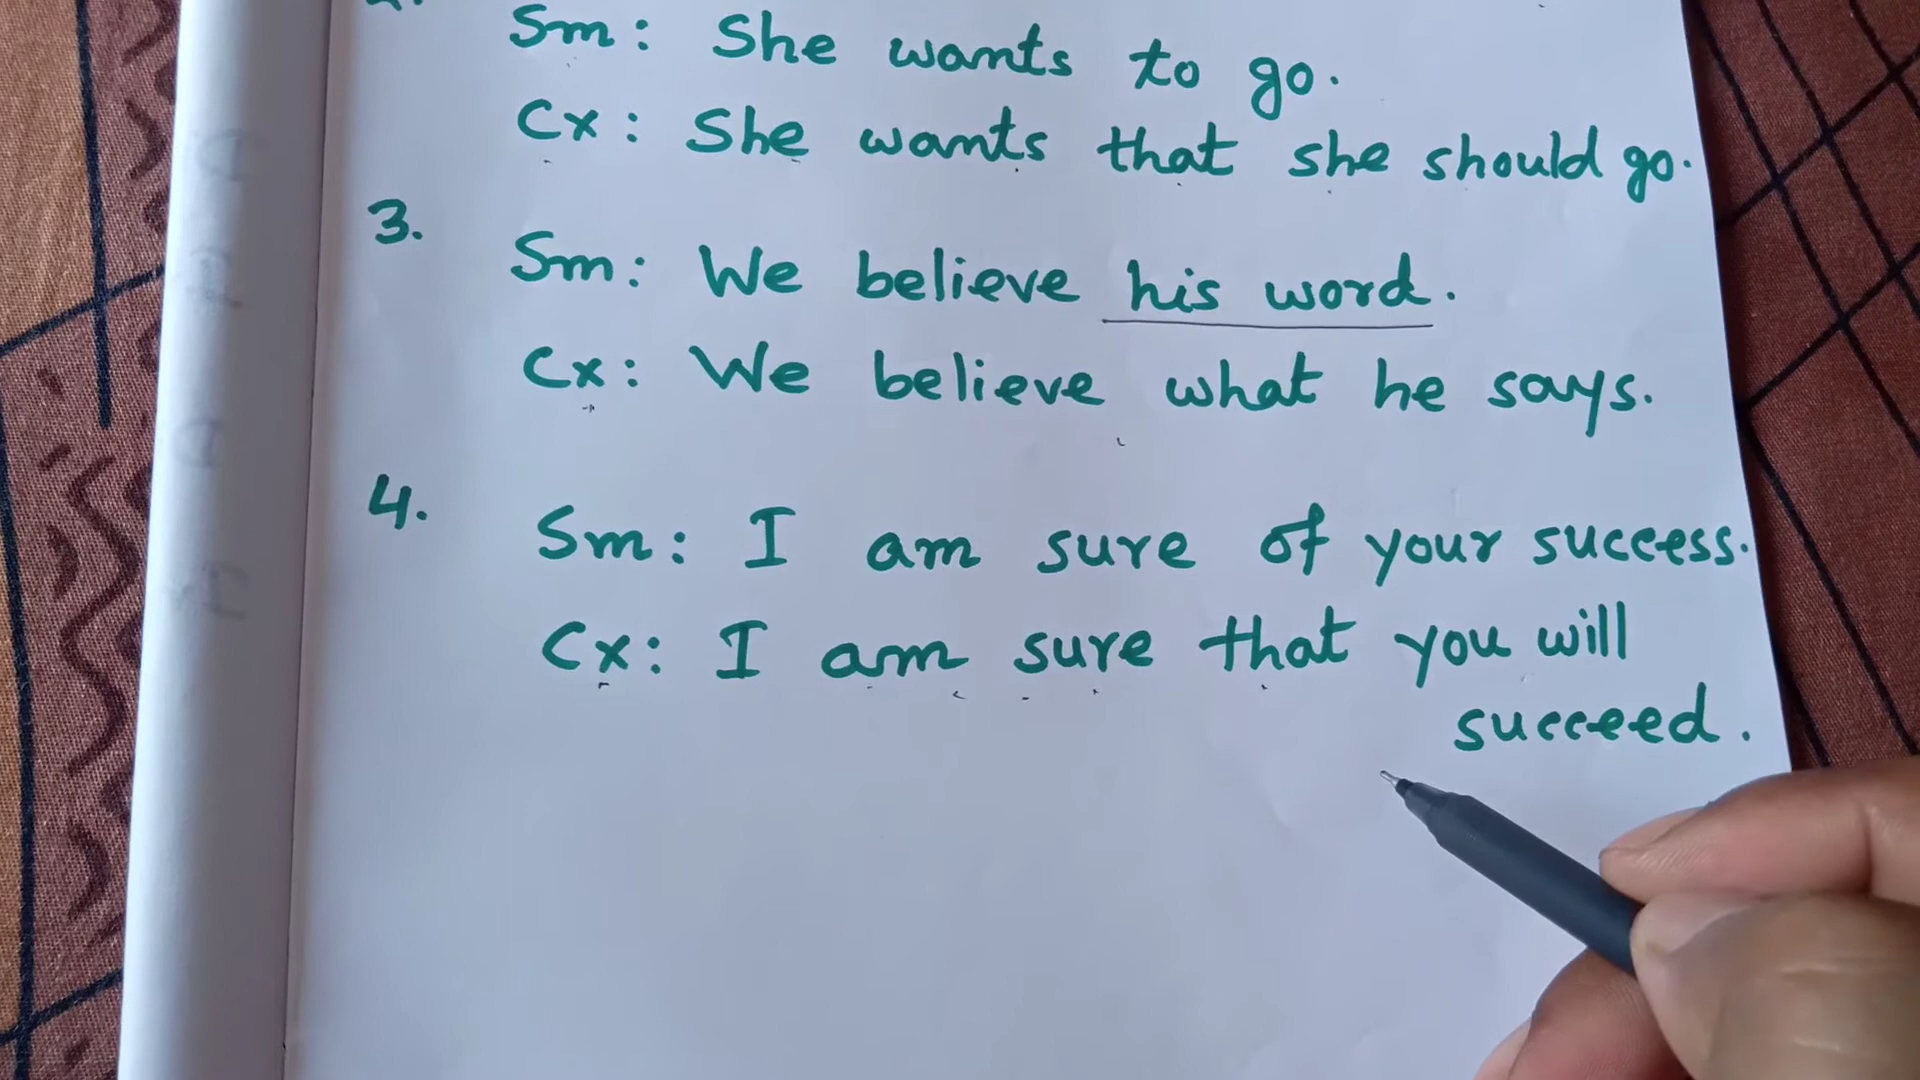 Sm: She wants to go.
Cx: She wants that she should go.
3.
Sm: We believe his word.
Cx: We believe what he says.
4.
Sm: I am sure of your success.
Cx: I am sure that you will
succeed.